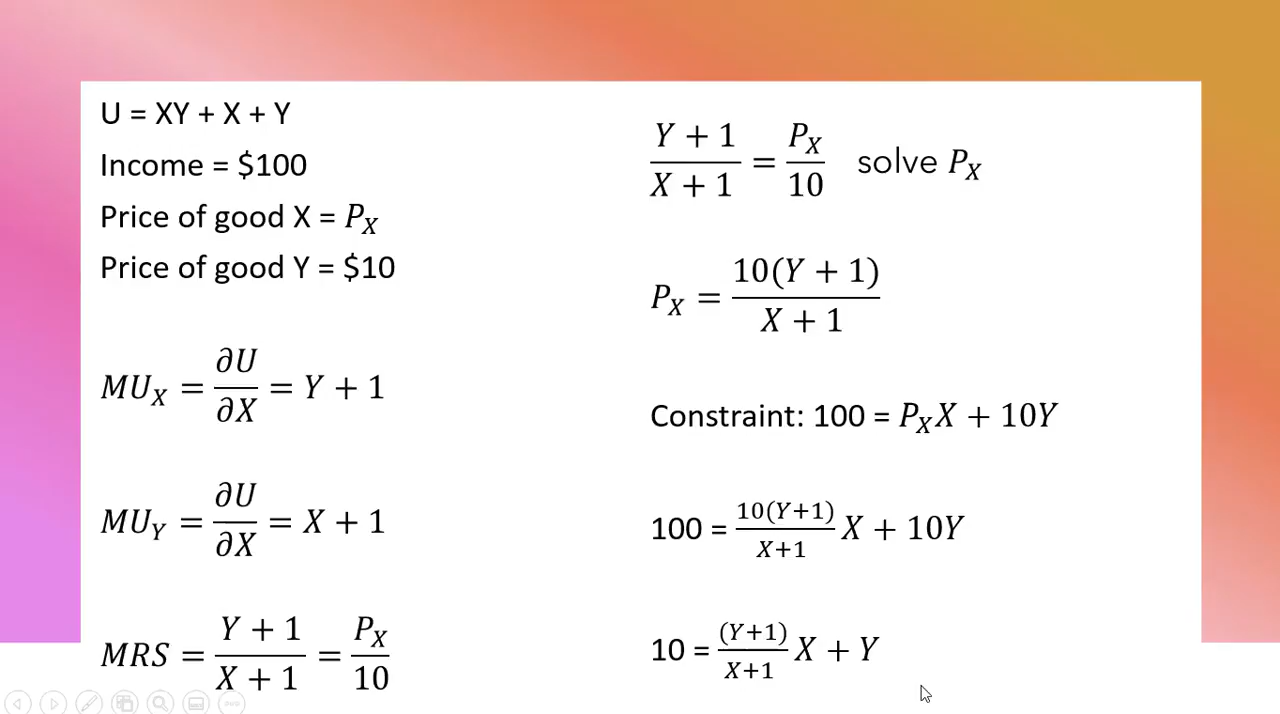 U = XY + X + Y
Income = $100
Price of good X = P_X
Price of good Y = $10
MU_X = ∂U/∂X = Y + 1
MU_Y = ∂U/∂X = X + 1
MRS = (Y + 1)/(X + 1) = P_X/10
(Y + 1)/(X + 1) = P_X/10 solve P_X
P_X = 10(Y + 1)/(X + 1)
Constraint: 100 = P_X X + 10Y
100 = 10(Y+1)/(X+1) X + 10Y
10 = (Y+1)/(X+1) X + Y